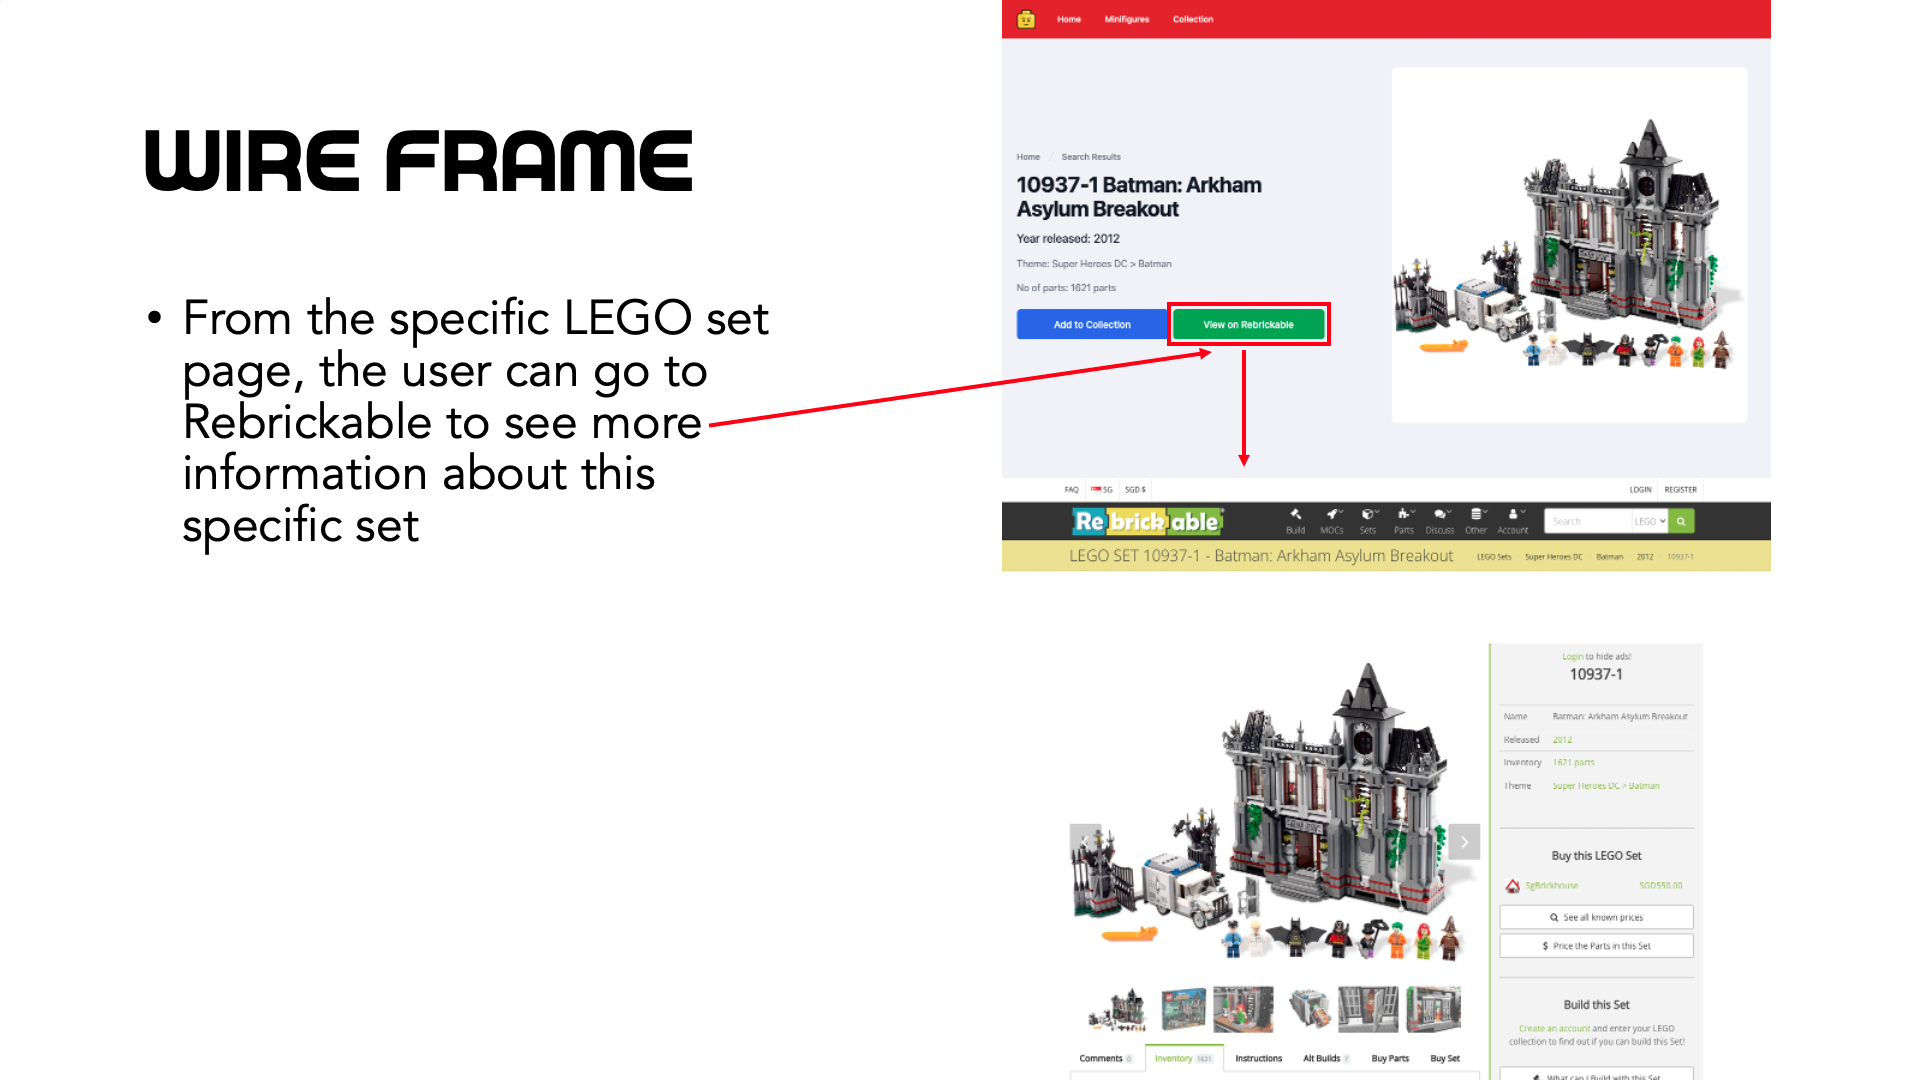 WIRE FRAME
• From the specific LEGO set
page, the user can go to
Rebrickable to see more
information about this
specific set
Home Minifigures Collection
Home / Search Results
10937-1 Batman: Arkham
Asylum Breakout
Year released: 2012
Theme: Super Heroes DC > Batman
No of parts: 1621 parts
Add to Collection View on Rebrickable
FAQ SG SGD $ LOGIN REGISTER
Rebrickable Build MOCs Sets Parts Discuss Other Account Search LEGO
LEGO SET 10937-1 - Batman: Arkham Asylum Breakout LEGO Sets Super Heroes DC Batman 2012 10937-1
Login to hide ads!
10937-1
Name Batman: Arkham Asylum Breakout
Released 2012
Inventory 1621 parts
Theme Super Heroes DC > Batman
Buy this LEGO Set
SgBrickhouse SGD550.00
See all known prices
$ Price the Parts in this Set
Build this Set
Create an account and enter your LEGO
collection to find out if you can build this Set!
What can I Build with this Set
Comments 0 Inventory 1621 Instructions Alt Builds 7 Buy Parts Buy Set